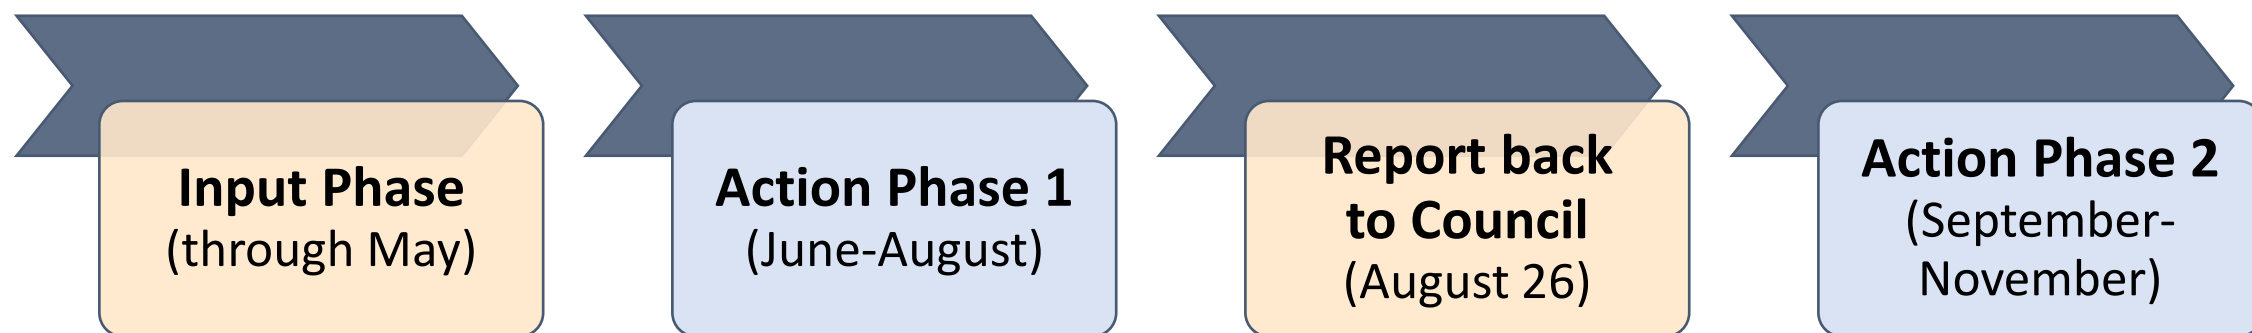 Input Phase
(through May)
Action Phase 1
(June-August)
Report back
to Council
(August 26)
Action Phase 2
(September-
November)